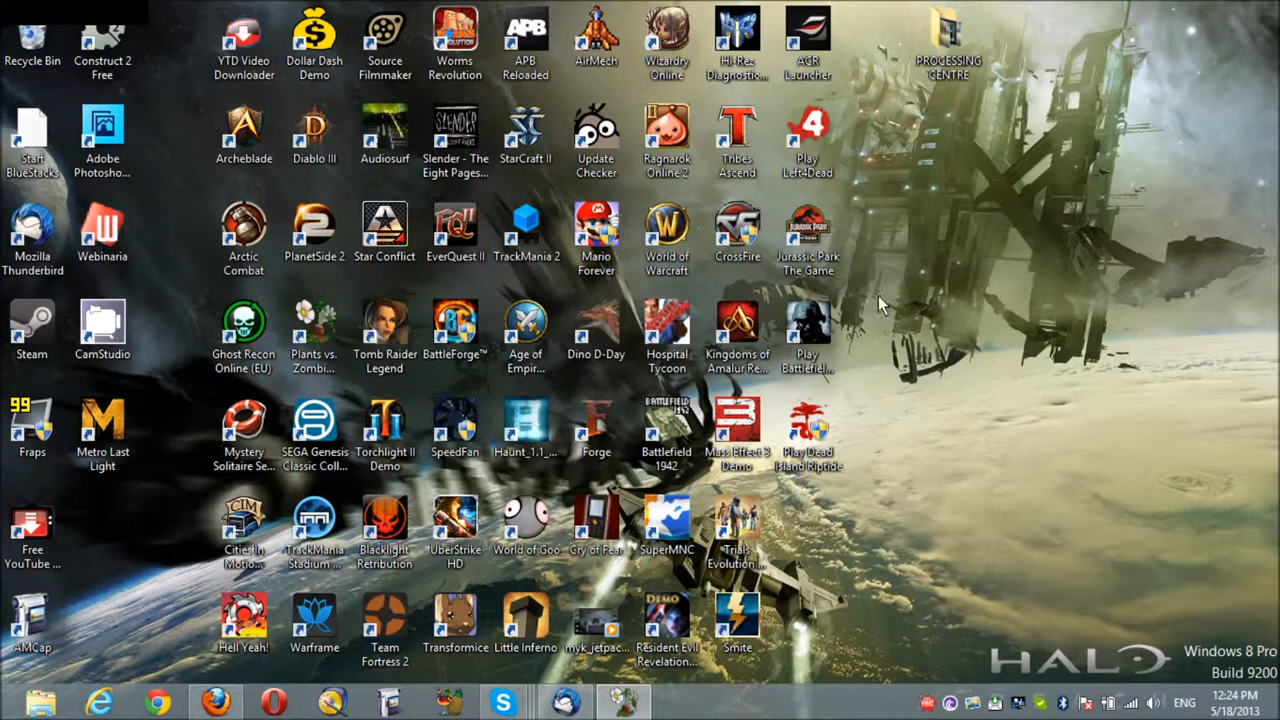 Recycle Bin
Construct 2
Free
YTD Video
Downloader
Dollar Dash
Demo
Source
Filmmaker
Worms
Revolution
APB
APB
Reloaded
AirMech
Wizardry
Online
Hi-Rez
Diagnostic...
ACR
Launcher
PROCESSING
CENTRE
Start
BlueStacks
Adobe
Photosho...
Archeblade
Diablo III
Audiosurf
SLENDER
Slender - The
Eight Pages...
StarCraft II
Update
Checker
Ragnarok
Online 2
Tribes
Ascend
Play
Left4Dead
Mozilla
Thunderbird
Webinaria
Arctic
Combat
PlanetSide 2
Star Conflict
EverQuest II
TrackMania 2
Mario
Forever
World of
Warcraft
CrossFire
Jurassic Park
The Game
Steam
CamStudio
Ghost Recon
Online (EU)
Plants vs.
Zombi...
Tomb Raider
Legend
BattleForge™
Age of
Empir...
Dino D-Day
Hospital
Tycoon
Kingdoms of
Amalur Re...
Play
Battlefiel...
99
Fraps
Metro Last
Light
Mystery
Solitaire Se...
SEGA Genesis
Classic Coll...
Torchlight II
Demo
SpeedFan
Haunt_1.1_...
Forge
BATTLEFIELD
1942
Battlefield
1942
Mass Effect 3
Demo
Play Dead
Island Riptide
Free
YouTube ...
CIM
Cities In
Motio...
TrackMania
Stadium ...
Blacklight
Retribution
UberStrike
HD
World of Goo
Cry of Fear
SuperMNC
Trials
Evolution ...
AMCap
Hell Yeah!
Warframe
Team
Fortress 2
Transformice
Little Inferno
myk_jetpac...
DEMO
Resident Evil
Revelation...
Smite
HALO
Windows 8 Pro
Build 9200
ENG
12:24 PM
5/18/2013